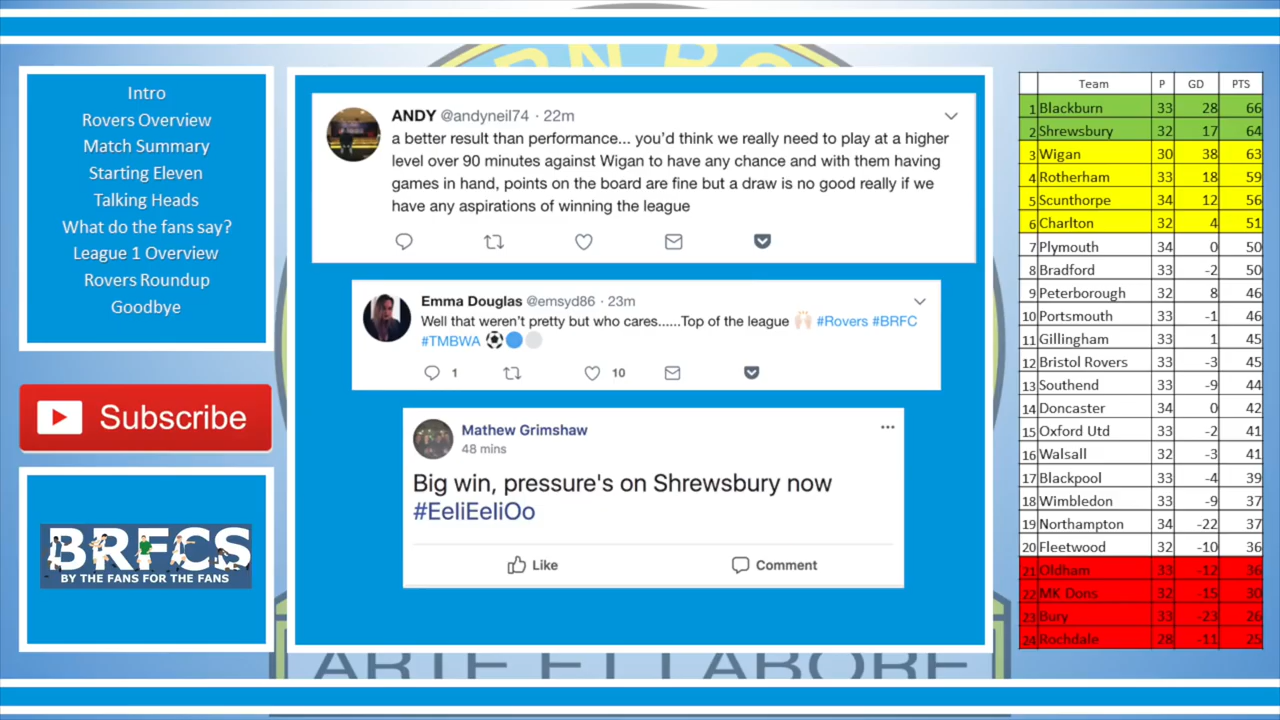 RN RO
Intro
Rovers Overview
Match Summary
Starting Eleven
Talking Heads
What do the fans say?
League 1 Overview
Rovers Roundup
Goodbye
Subscribe
BRFCS
BY THE FANS FOR THE FANS
ANDY @andyneil74 · 22m
a better result than performance... you'd think we really need to play at a higher
level over 90 minutes against Wigan to have any chance and with them having
games in hand, points on the board are fine but a draw is no good really if we
have any aspirations of winning the league
Emma Douglas @emsyd86 · 23m
Well that weren't pretty but who cares......Top of the league 🙌🏻 #Rovers #BRFC
#TMBWA ⚽🔵⚪
1 10
Mathew Grimshaw
48 mins
Big win, pressure's on Shrewsbury now
#EeliEeliOo
Like Comment
Team P GD PTS
1 Blackburn 33 28 66
2 Shrewsbury 32 17 64
3 Wigan 30 38 63
4 Rotherham 33 18 59
5 Scunthorpe 34 12 56
6 Charlton 32 4 51
7 Plymouth 34 0 50
8 Bradford 33 -2 50
9 Peterborough 32 8 46
10 Portsmouth 33 -1 46
11 Gillingham 33 1 45
12 Bristol Rovers 33 -3 45
13 Southend 33 -9 44
14 Doncaster 34 0 42
15 Oxford Utd 33 -2 41
16 Walsall 32 -3 41
17 Blackpool 33 -4 39
18 Wimbledon 33 -9 37
19 Northampton 34 -22 37
20 Fleetwood 32 -10 36
21 Oldham 33 -12 36
22 MK Dons 32 -15 30
23 Bury 33 -23 26
24 Rochdale 28 -11 25
ARTE ET LABORE